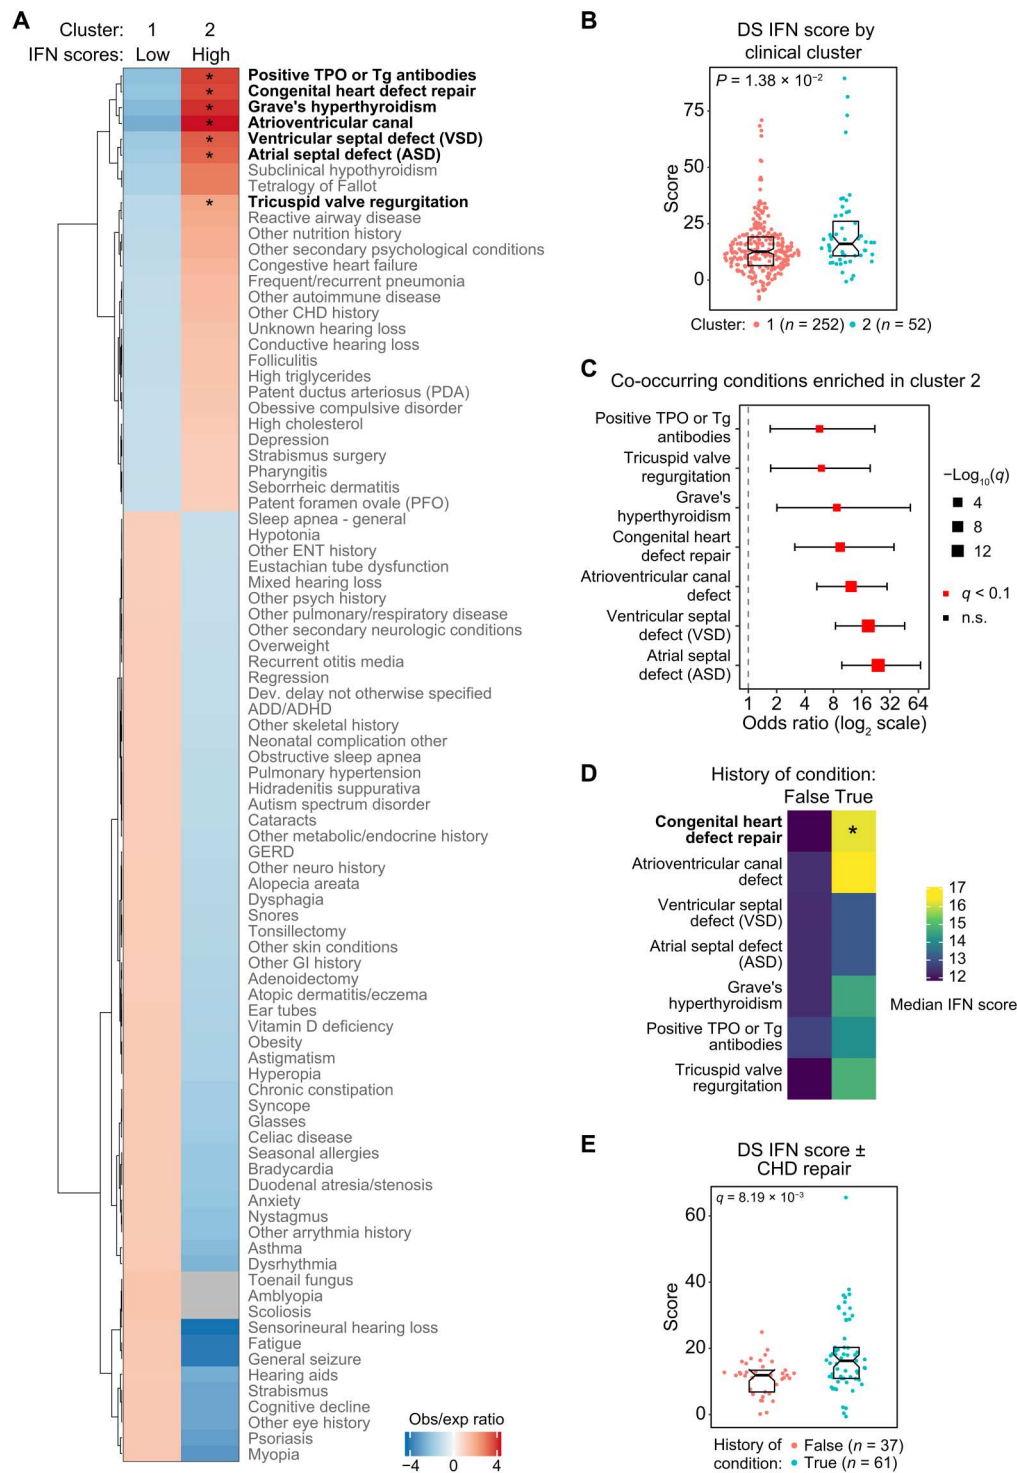 A
Cluster: 1 2
IFN scores: Low High
Positive TPO or Tg antibodies
Congenital heart defect repair
Grave's hyperthyroidism
Atrioventricular canal
Ventricular septal defect (VSD)
Atrial septal defect (ASD)
Subclinical hypothyroidism
Tetralogy of Fallot
Tricuspid valve regurgitation
Reactive airway disease
Other nutrition history
Other secondary psychological conditions
Congestive heart failure
Frequent/recurrent pneumonia
Other autoimmune disease
Other CHD history
Unknown hearing loss
Conductive hearing loss
Folliculitis
High triglycerides
Patent ductus arteriosus (PDA)
Obessive compulsive disorder
High cholesterol
Depression
Strabismus surgery
Pharyngitis
Seborrheic dermatitis
Patent foramen ovale (PFO)
Sleep apnea - general
Hypotonia
Other ENT history
Eustachian tube dysfunction
Mixed hearing loss
Other psych history
Other pulmonary/respiratory disease
Other secondary neurologic conditions
Overweight
Recurrent otitis media
Regression
Dev. delay not otherwise specified
ADD/ADHD
Other skeletal history
Neonatal complication other
Obstructive sleep apnea
Pulmonary hypertension
Hidradenitis suppurativa
Autism spectrum disorder
Cataracts
Other metabolic/endocrine history
GERD
Other neuro history
Alopecia areata
Dysphagia
Snores
Tonsillectomy
Other skin conditions
Other GI history
Adenoidectomy
Atopic dermatitis/eczema
Ear tubes
Vitamin D deficiency
Obesity
Astigmatism
Hyperopia
Chronic constipation
Syncope
Glasses
Celiac disease
Seasonal allergies
Bradycardia
Duodenal atresia/stenosis
Anxiety
Nystagmus
Other arrythmia history
Asthma
Dysrhythmia
Toenail fungus
Amblyopia
Scoliosis
Sensorineural hearing loss
Fatigue
General seizure
Hearing aids
Strabismus
Cognitive decline
Other eye history
Psoriasis
Myopia
Obs/exp ratio
−4 0 4
B
DS IFN score by
clinical cluster
P = 1.38 × 10⁻²
75
50
25
0
Score
Cluster: 1 (n = 252) 2 (n = 52)
C
Co-occurring conditions enriched in cluster 2
Positive TPO or Tg
antibodies
Tricuspid valve
regurgitation
Grave's
hyperthyroidism
Congenital heart
defect repair
Atrioventricular canal
defect
Ventricular septal
defect (VSD)
Atrial septal
defect (ASD)
1 2 4 8 16 32 64
Odds ratio (log₂ scale)
−Log₁₀(q)
4
8
12
q < 0.1
n.s.
D
History of condition:
False True
Congenital heart
defect repair
Atrioventricular canal
defect
Ventricular septal
defect (VSD)
Atrial septal defect
(ASD)
Grave's
hyperthyroidism
Positive TPO or Tg
antibodies
Tricuspid valve
regurgitation
17
16
15
14
13
12
Median IFN score
E
DS IFN score ±
CHD repair
q = 8.19 × 10⁻³
60
40
20
0
Score
History of condition:
False (n = 37)
True (n = 61)